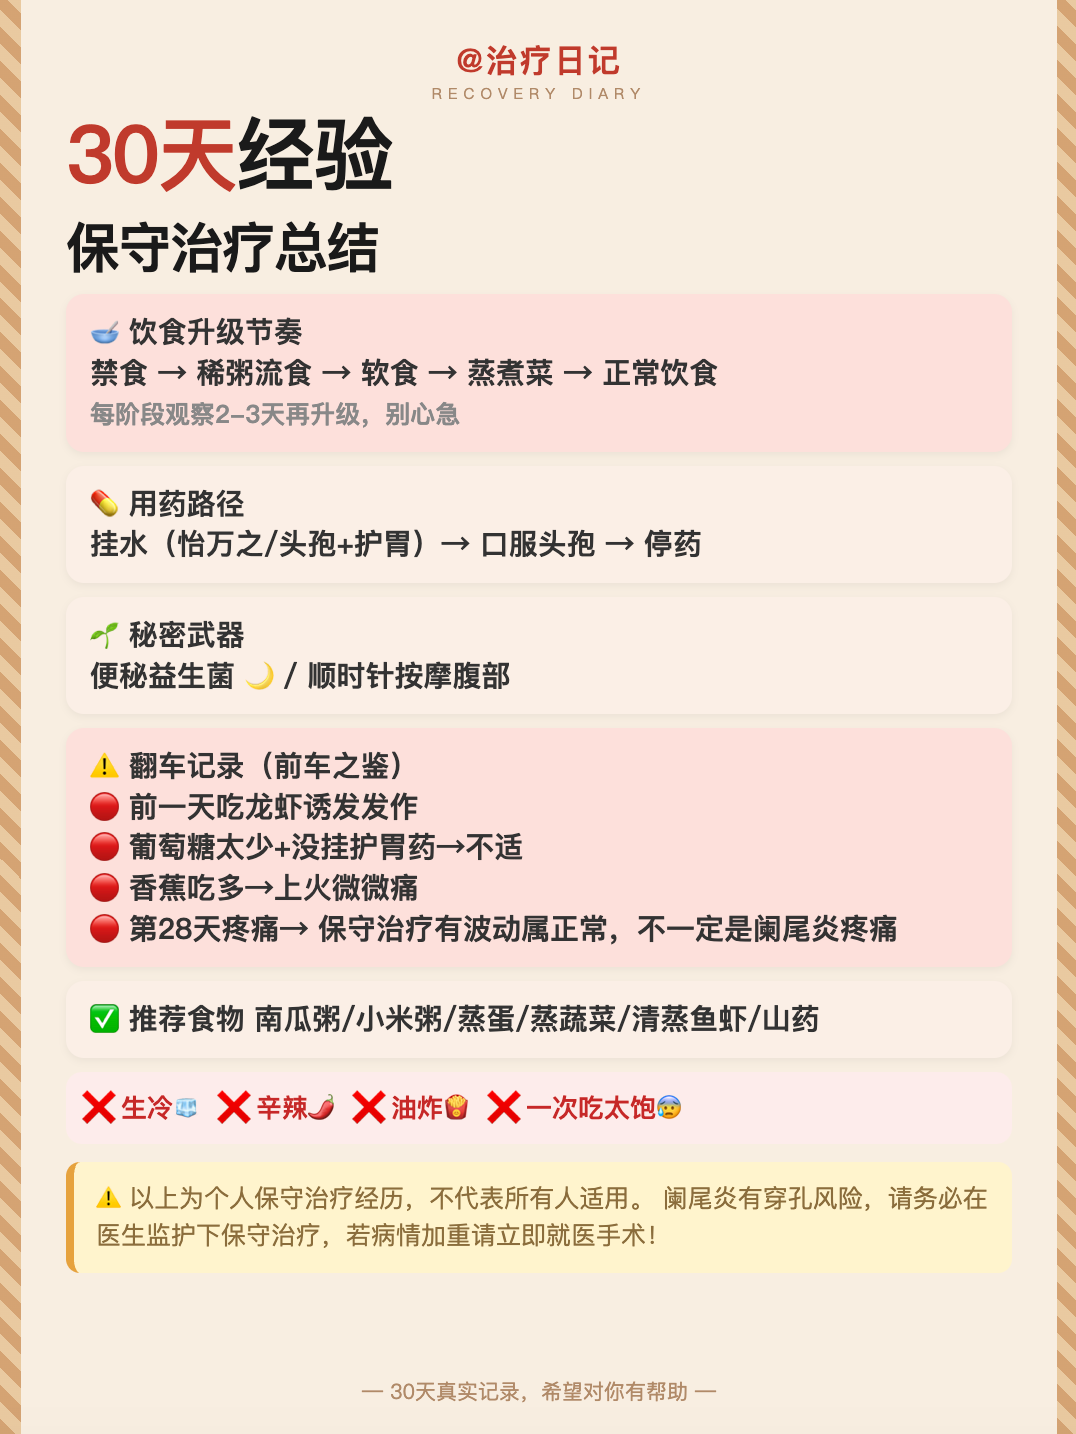 @治疗日记
RECOVERY DIARY
30天经验
保守治疗总结
🥣 饮食升级节奏
禁食 → 稀粥流食 → 软食 → 蒸煮菜 → 正常饮食
每阶段观察2-3天再升级，别心急
💊 用药路径
挂水（怡万之/头孢+护胃）→ 口服头孢 → 停药
🌱 秘密武器
便秘益生菌 🌙 / 顺时针按摩腹部
⚠️ 翻车记录（前车之鉴）
🔴 前一天吃龙虾诱发发作
🔴 葡萄糖太少+没挂护胃药→不适
🔴 香蕉吃多→上火微微痛
🔴 第28天疼痛→ 保守治疗有波动属正常，不一定是阑尾炎疼痛
✅ 推荐食物 南瓜粥/小米粥/蒸蛋/蒸蔬菜/清蒸鱼虾/山药
❌生冷🧊 ❌辛辣🌶️ ❌油炸🍟 ❌一次吃太饱😰
⚠️ 以上为个人保守治疗经历，不代表所有人适用。 阑尾炎有穿孔风险，请务必在
医生监护下保守治疗，若病情加重请立即就医手术！
— 30天真实记录，希望对你有帮助 —